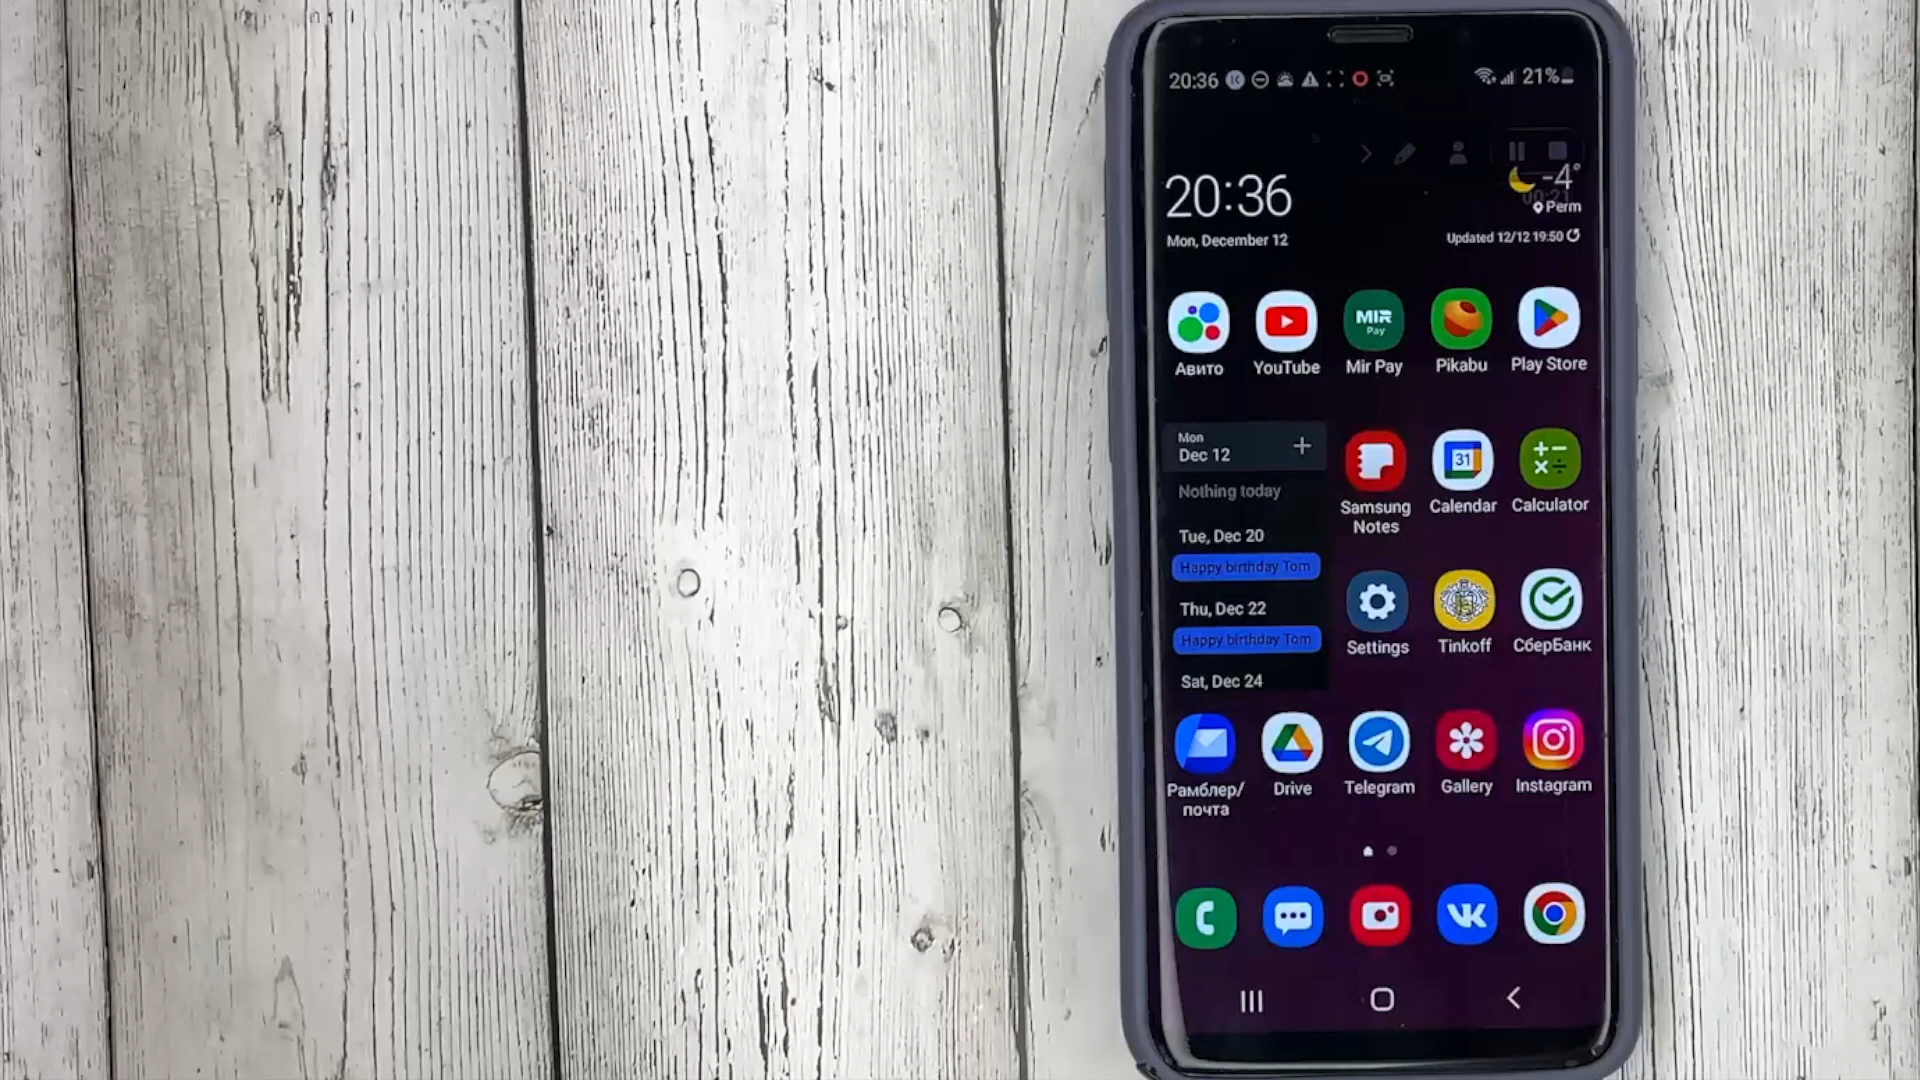 20:36
21%
20:36
-4°
00:21
Perm
Mon, December 12
Updated 12/12 19:50
MIR
Pay
Авито
YouTube
Mir Pay
Pikabu
Play Store
Mon
Dec 12
Nothing today
Tue, Dec 20
Happy birthday Tom
Thu, Dec 22
Happy birthday Tom
Sat, Dec 24
31
Samsung
Notes
Calendar
Calculator
Settings
Tinkoff
СберБанк
Рамблер/
почта
Drive
Telegram
Gallery
Instagram